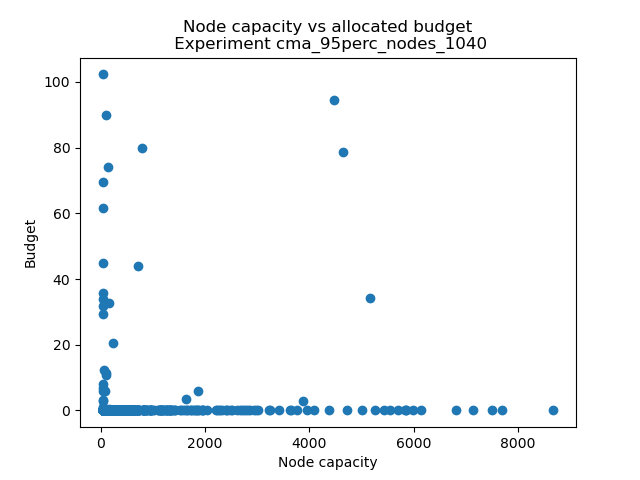 Node capacity vs allocated budget
Experiment cma_95perc_nodes_1040
100
80
60
40
20
0
Budget
0 2000 4000 6000 8000
Node capacity